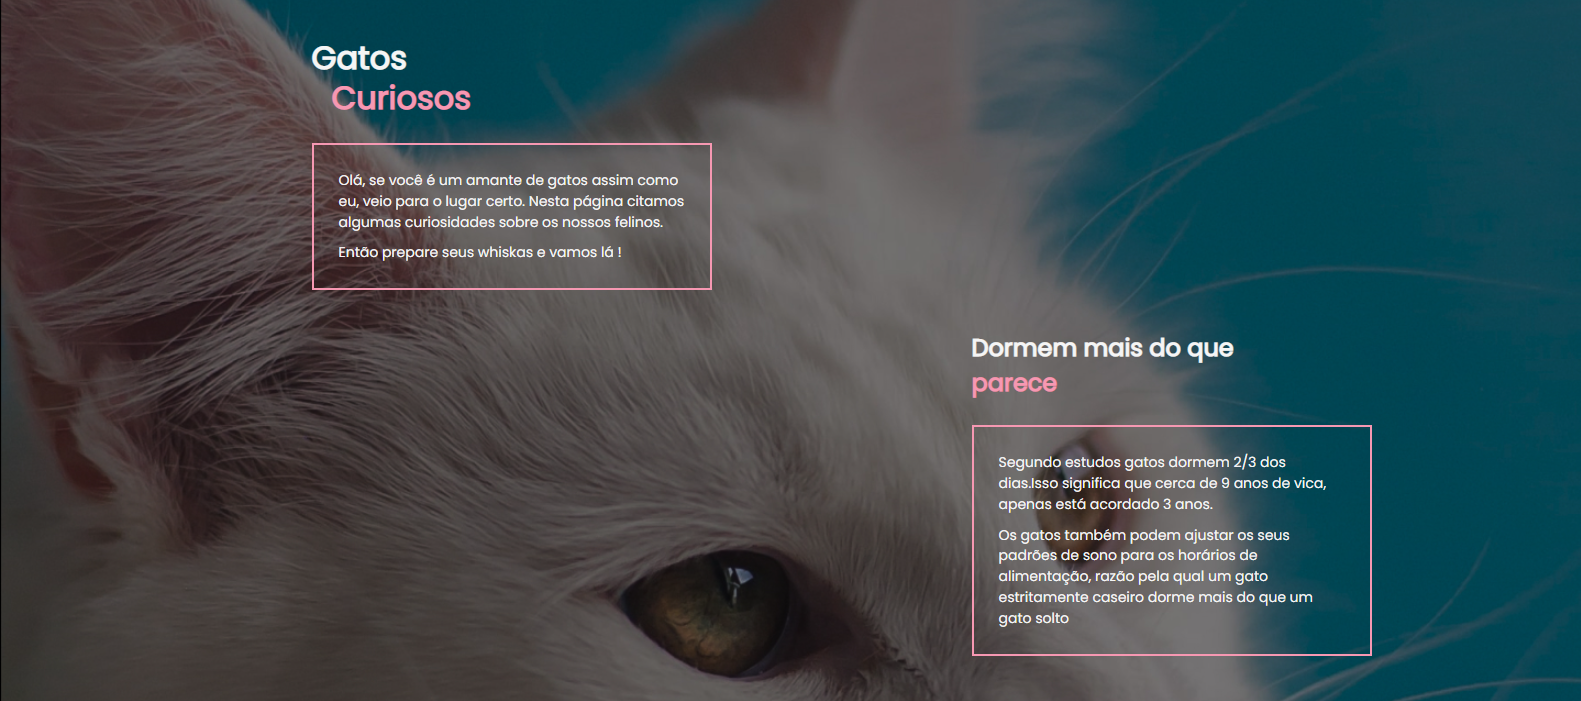 Gatos
Curiosos
Olá, se você é um amante de gatos assim como
eu, veio para o lugar certo. Nesta página citamos
algumas curiosidades sobre os nossos felinos.
Então prepare seus whiskas e vamos lá !
Dormem mais do que
parece
Segundo estudos gatos dormem 2/3 dos
dias.Isso significa que cerca de 9 anos de vica,
apenas está acordado 3 anos.
Os gatos também podem ajustar os seus
padrões de sono para os horários de
alimentação, razão pela qual um gato
estritamente caseiro dorme mais do que um
gato solto